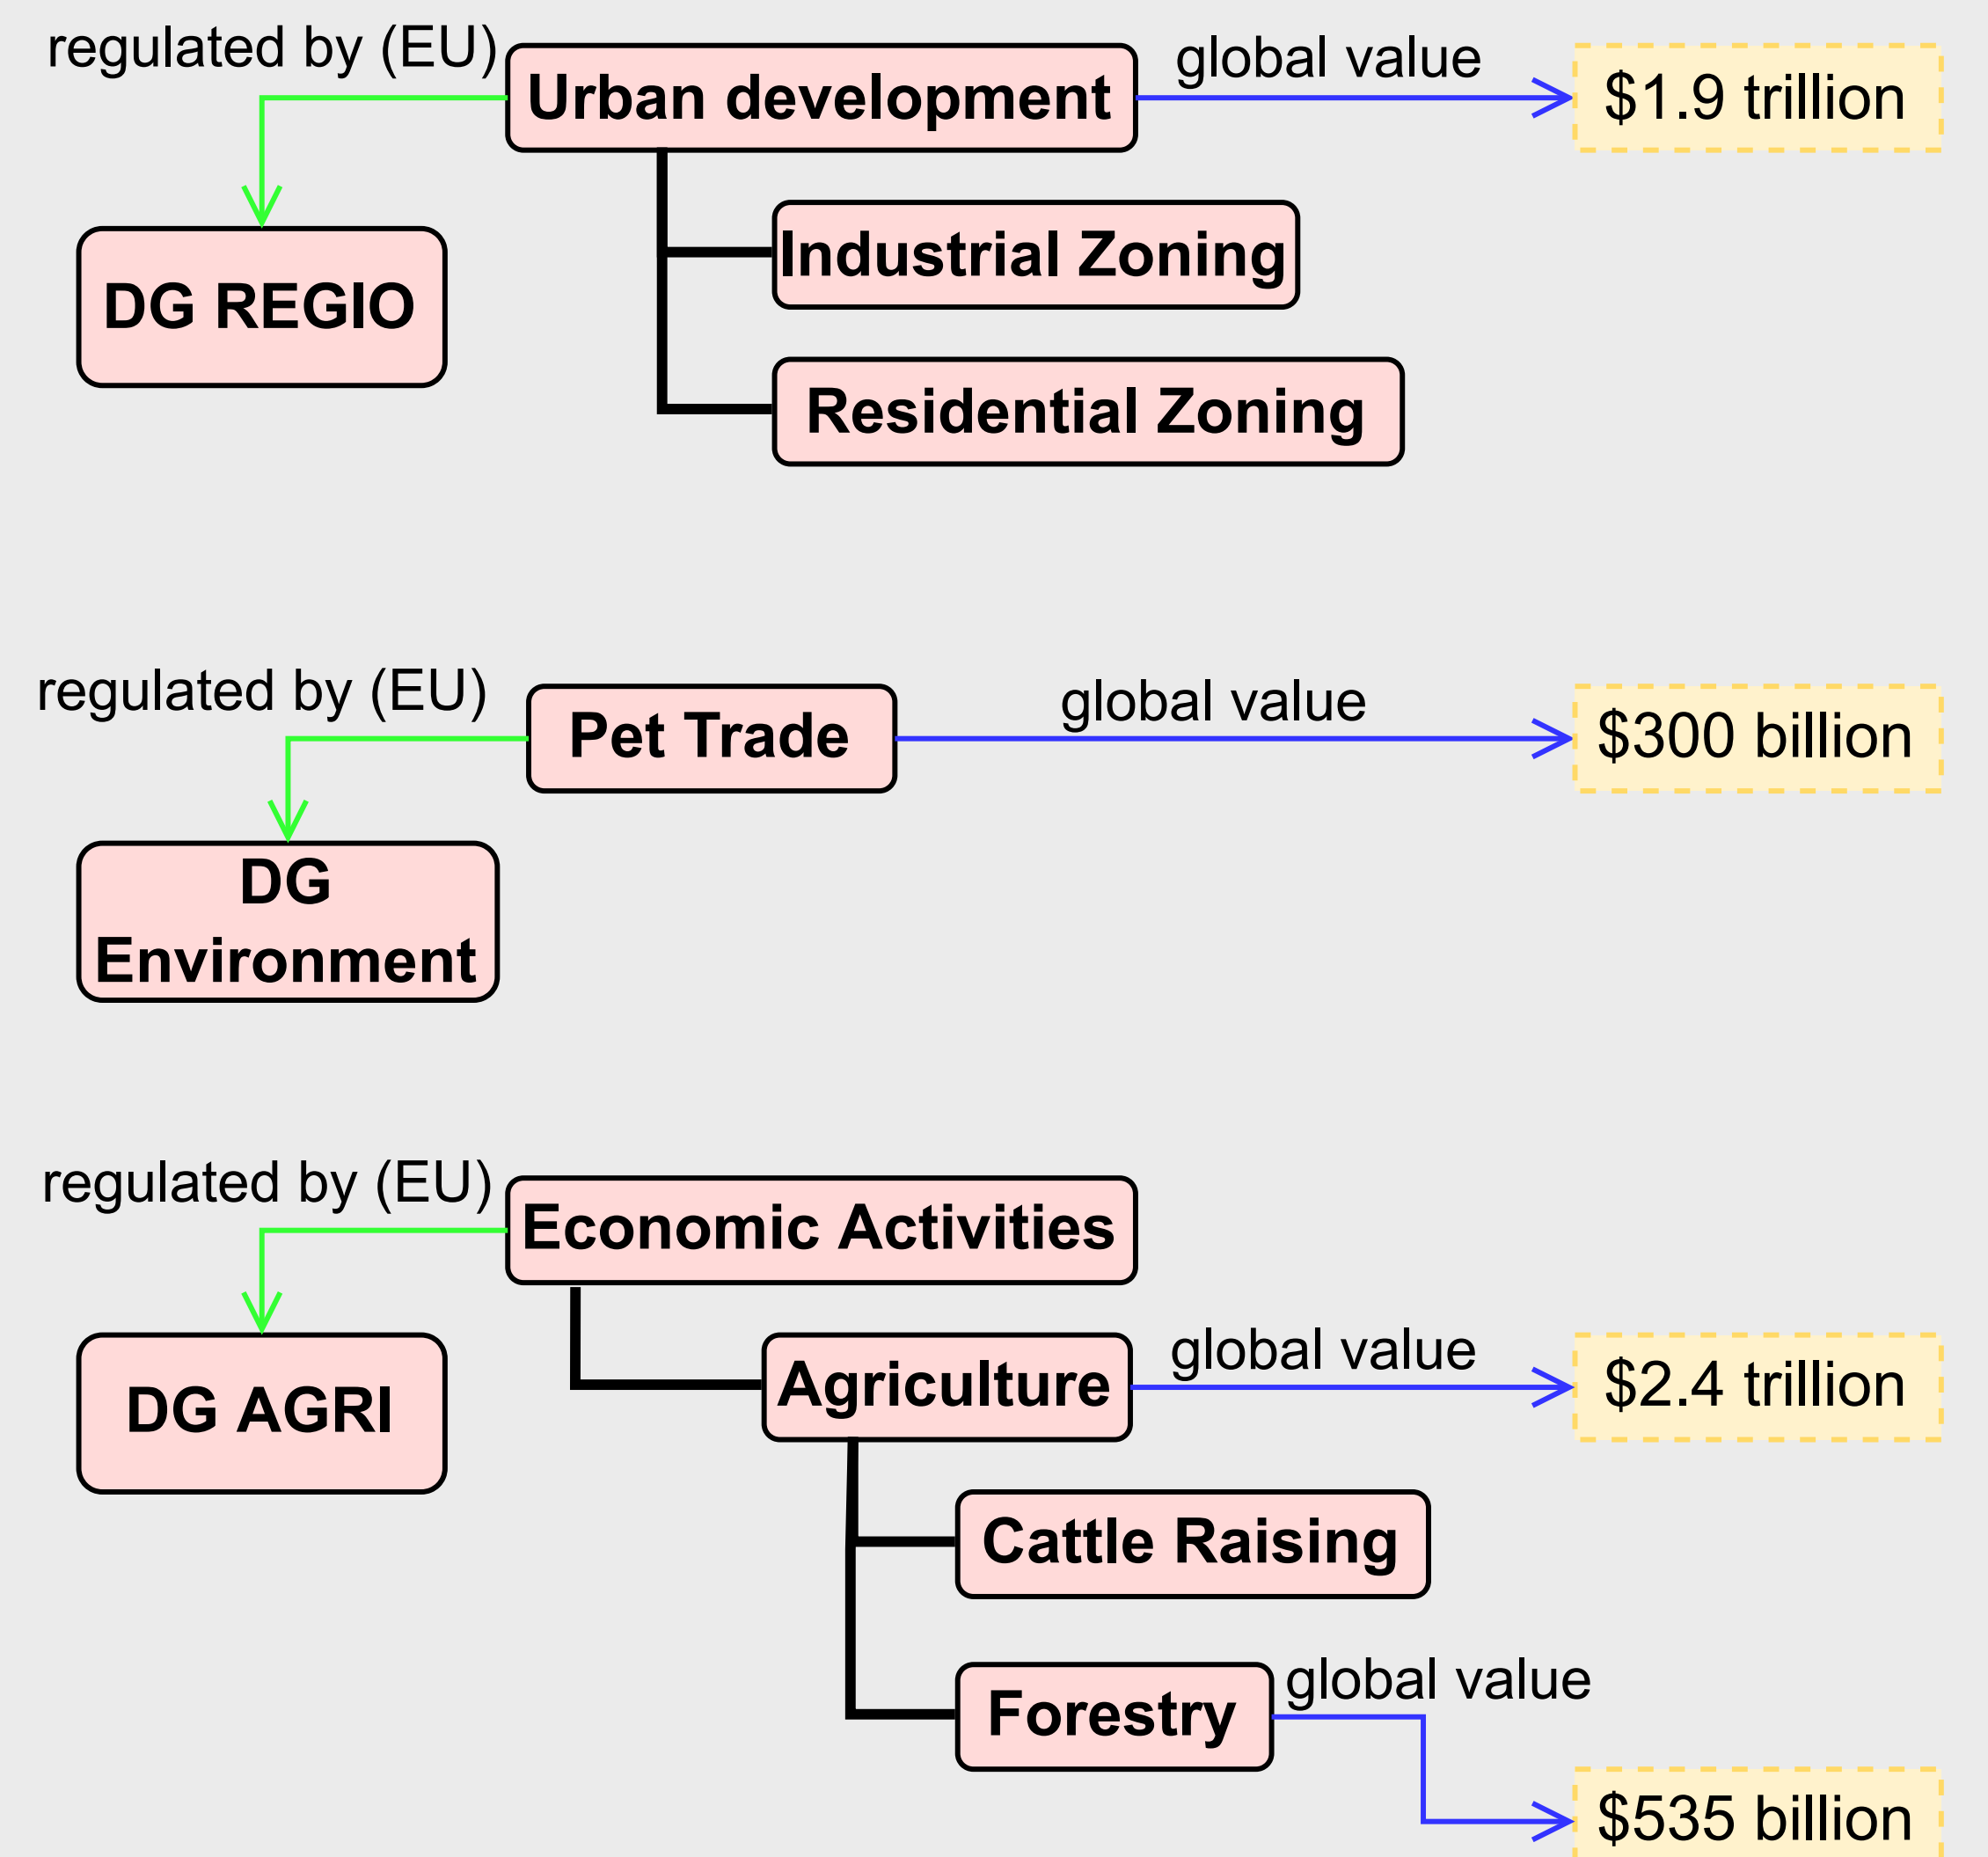 regulated by (EU)
Urban development
global value
$1.9 trillion
DG REGIO
Industrial Zoning
Residential Zoning
regulated by (EU)
Pet Trade
global value
$300 billion
DG
Environment
regulated by (EU)
Economic Activities
DG AGRI
Agriculture
global value
$2.4 trillion
Cattle Raising
Forestry
global value
$535 billion